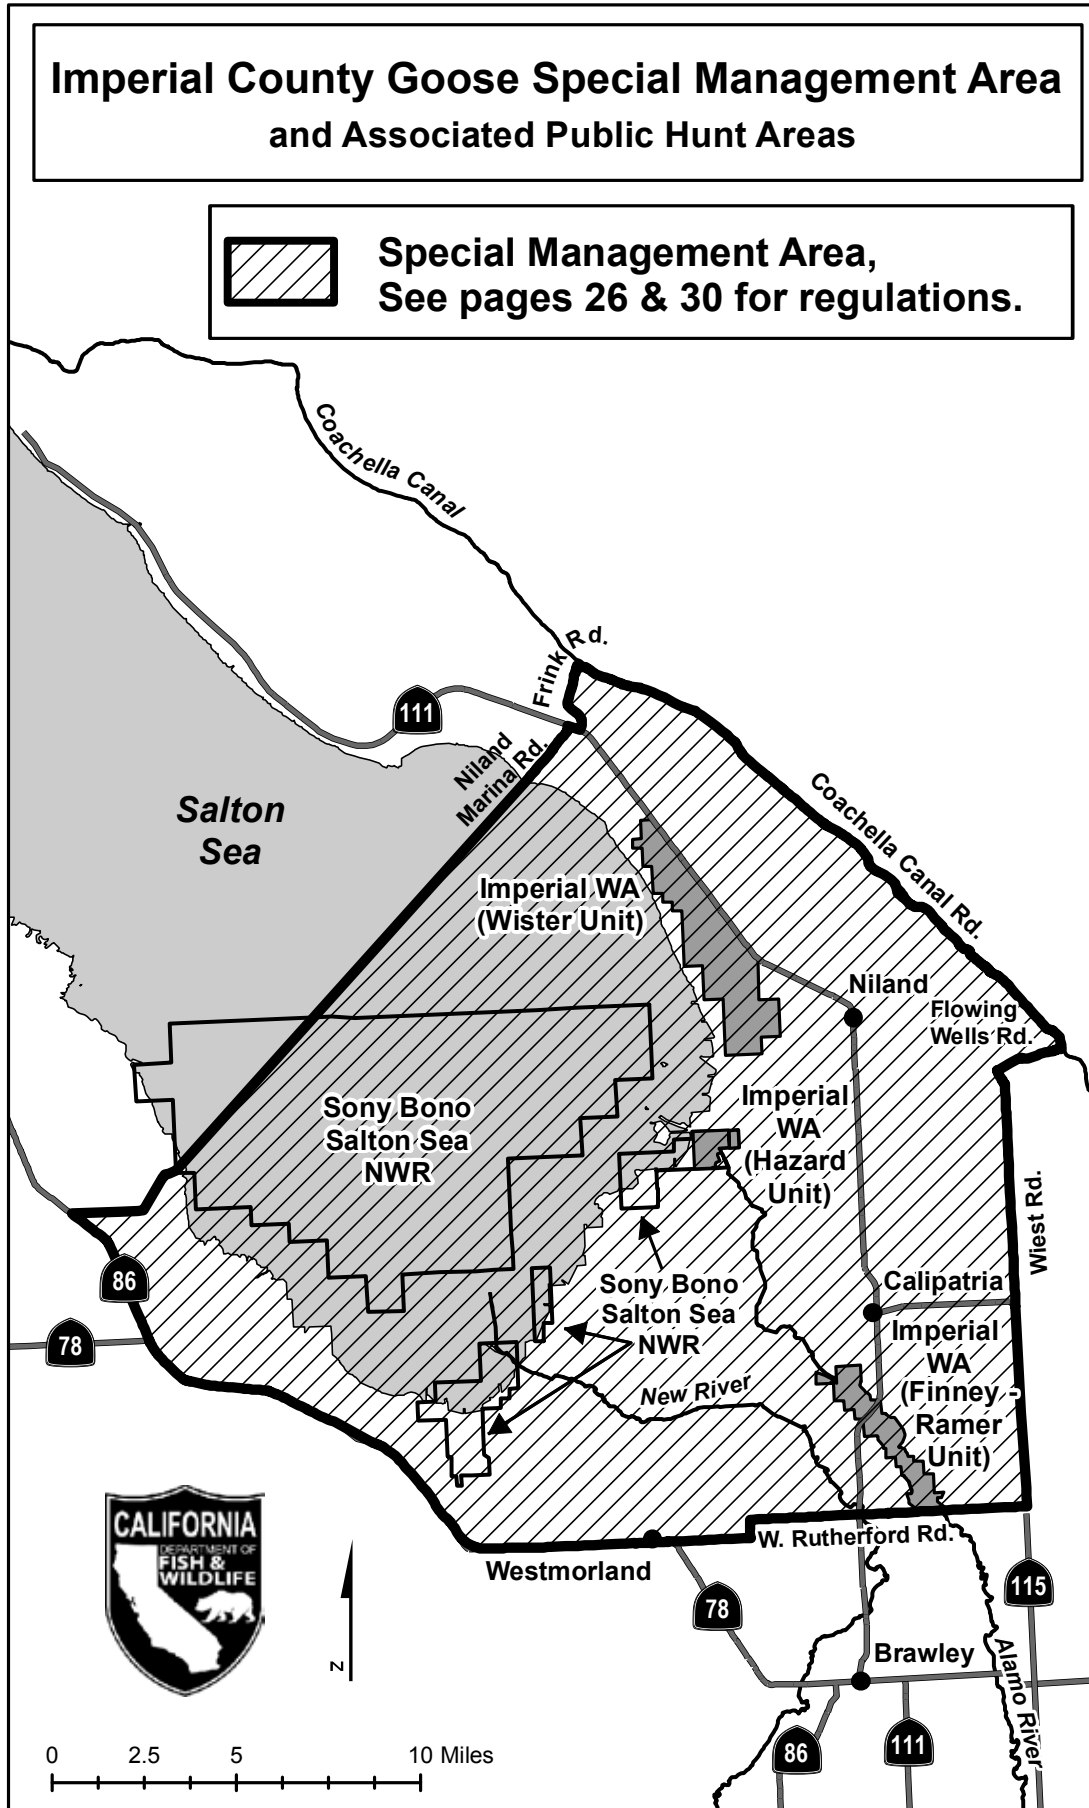 Imperial County Goose Special Management Area
and Associated Public Hunt Areas
Special Management Area,
See pages 26 & 30 for regulations.
Coachella Canal
Frink Rd.
111
Niland
Marina Rd.
Salton
Sea
Coachella Canal Rd.
Imperial WA
(Wister Unit)
Niland
Flowing
Wells Rd.
Sony Bono
Salton Sea
NWR
Imperial
WA
(Hazard
Unit)
Wiest Rd.
86
78
Sony Bono
Salton Sea
NWR
Calipatria
Imperial
WA
(Finney -
Ramer
Unit)
New River
CALIFORNIA
DEPARTMENT OF
FISH &
WILDLIFE
Westmorland
W. Rutherford Rd.
78
115
N
Brawley
Alamo River
86
111
0 2.5 5 10 Miles